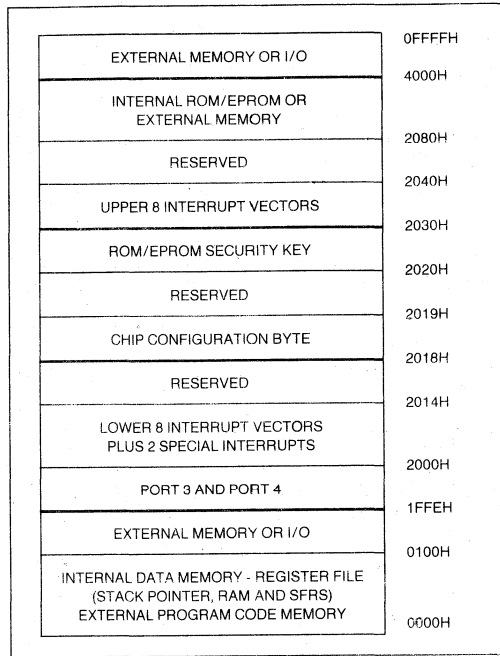 0FFFFH
EXTERNAL MEMORY OR I/O
4000H
INTERNAL ROM/EPROM OR
EXTERNAL MEMORY
2080H
RESERVED
2040H
UPPER 8 INTERRUPT VECTORS
2030H
ROM/EPROM SECURITY KEY
2020H
RESERVED
2019H
CHIP CONFIGURATION BYTE
2018H
RESERVED
2014H
LOWER 8 INTERRUPT VECTORS
PLUS 2 SPECIAL INTERRUPTS
2000H
PORT 3 AND PORT 4
1FFEH
EXTERNAL MEMORY OR I/O
0100H
INTERNAL DATA MEMORY - REGISTER FILE
(STACK POINTER, RAM AND SFRS)
EXTERNAL PROGRAM CODE MEMORY
0000H